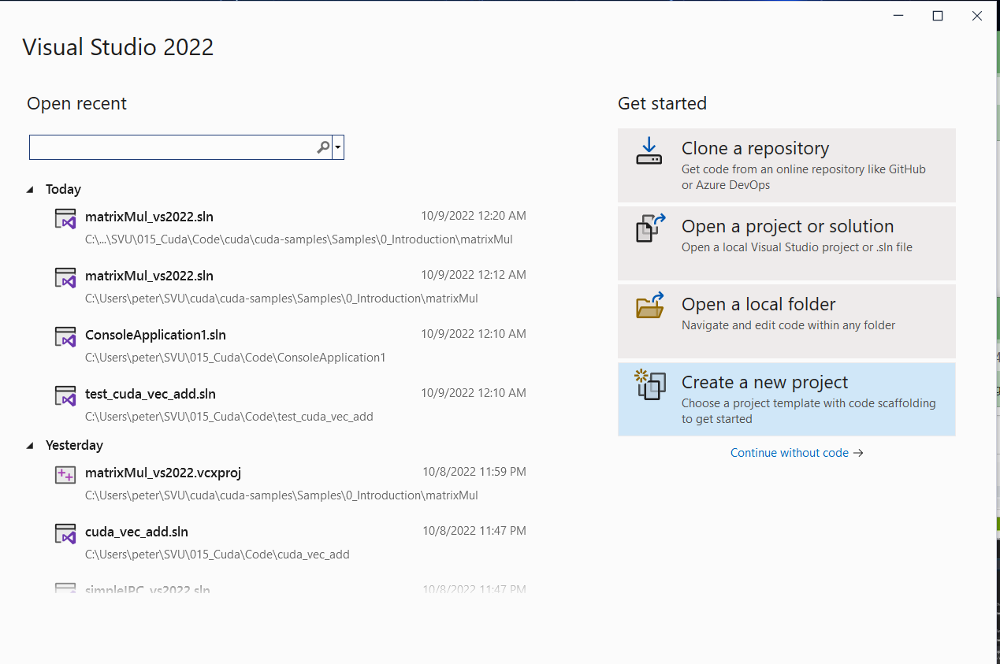 Visual Studio 2022
Open recent
Today
matrixMul_vs2022.sln 10/9/2022 12:20 AM
C:\...\SVU\015_Cuda\Code\cuda\cuda-samples\Samples\0_Introduction\matrixMul
matrixMul_vs2022.sln 10/9/2022 12:12 AM
C:\Users\peter\SVU\cuda\cuda-samples\Samples\0_Introduction\matrixMul
ConsoleApplication1.sln 10/9/2022 12:10 AM
C:\Users\peter\SVU\015_Cuda\Code\ConsoleApplication1
test_cuda_vec_add.sln 10/9/2022 12:10 AM
C:\Users\peter\SVU\015_Cuda\Code\test_cuda_vec_add
Yesterday
matrixMul_vs2022.vcxproj 10/8/2022 11:59 PM
C:\Users\peter\SVU\cuda\cuda-samples\Samples\0_Introduction\matrixMul
cuda_vec_add.sln 10/8/2022 11:47 PM
C:\Users\peter\SVU\015_Cuda\Code\cuda_vec_add
simpleIPC_vs2022.sln 10/8/2022 11:47 PM
Get started
Clone a repository
Get code from an online repository like GitHub
or Azure DevOps
Open a project or solution
Open a local Visual Studio project or .sln file
Open a local folder
Navigate and edit code within any folder
Create a new project
Choose a project template with code scaffolding
to get started
Continue without code →